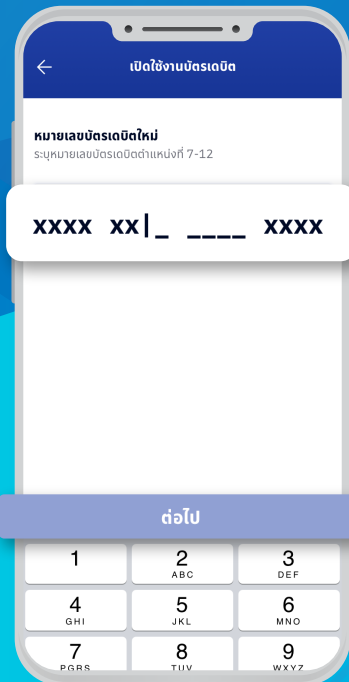 เปิดใช้งานบัตรเดบิต
หมายเลขบัตรเดบิตใหม่
ระบุหมายเลขบัตรเดบิตตำแหน่งที่ 7-12
xxxx xx|_ ____ xxxx
ต่อไป
1 2 3
ABC DEF
4 5 6
GHI JKL MNO
7 8 9
PGRS TUV WXYZ